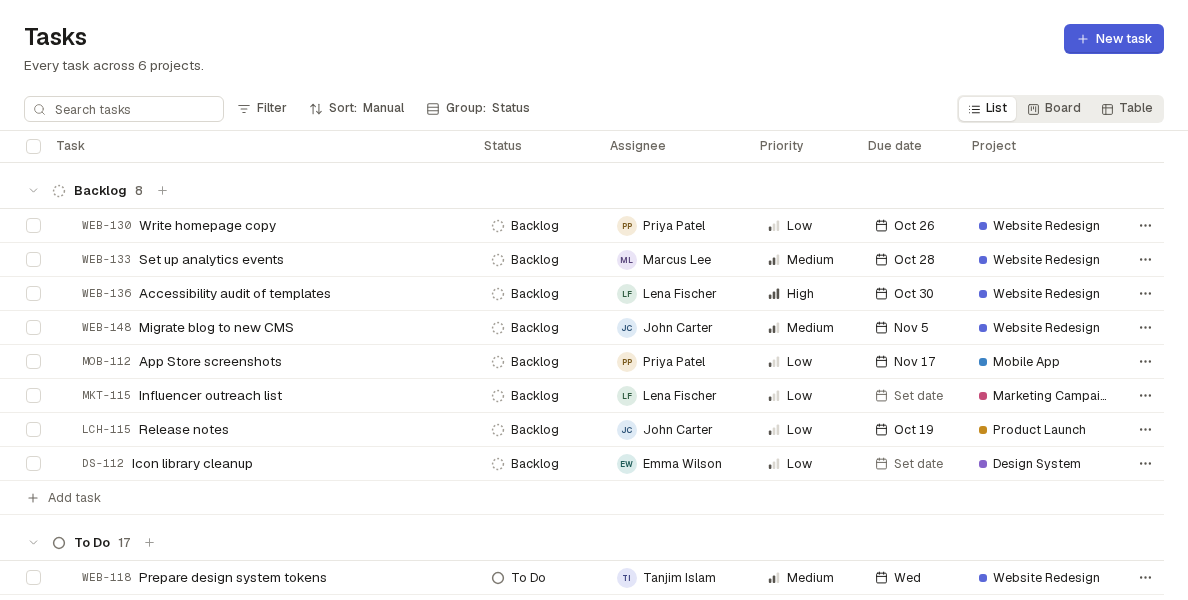 Tasks
New task
Every task across 6 projects.
Search tasks Filter Sort: Manual Group: Status List Board Table
Task Status Assignee Priority Due date Project
Backlog 8
WEB-130 Write homepage copy Backlog PP Priya Patel Low Oct 26 Website Redesign
WEB-133 Set up analytics events Backlog ML Marcus Lee Medium Oct 28 Website Redesign
WEB-136 Accessibility audit of templates Backlog LF Lena Fischer High Oct 30 Website Redesign
WEB-148 Migrate blog to new CMS Backlog JC John Carter Medium Nov 5 Website Redesign
MOB-112 App Store screenshots Backlog PP Priya Patel Low Nov 17 Mobile App
MKT-115 Influencer outreach list Backlog LF Lena Fischer Low Set date Marketing Campai…
LCH-115 Release notes Backlog JC John Carter Low Oct 19 Product Launch
DS-112 Icon library cleanup Backlog EW Emma Wilson Low Set date Design System
Add task
To Do 17
WEB-118 Prepare design system tokens To Do TI Tanjim Islam Medium Wed Website Redesign